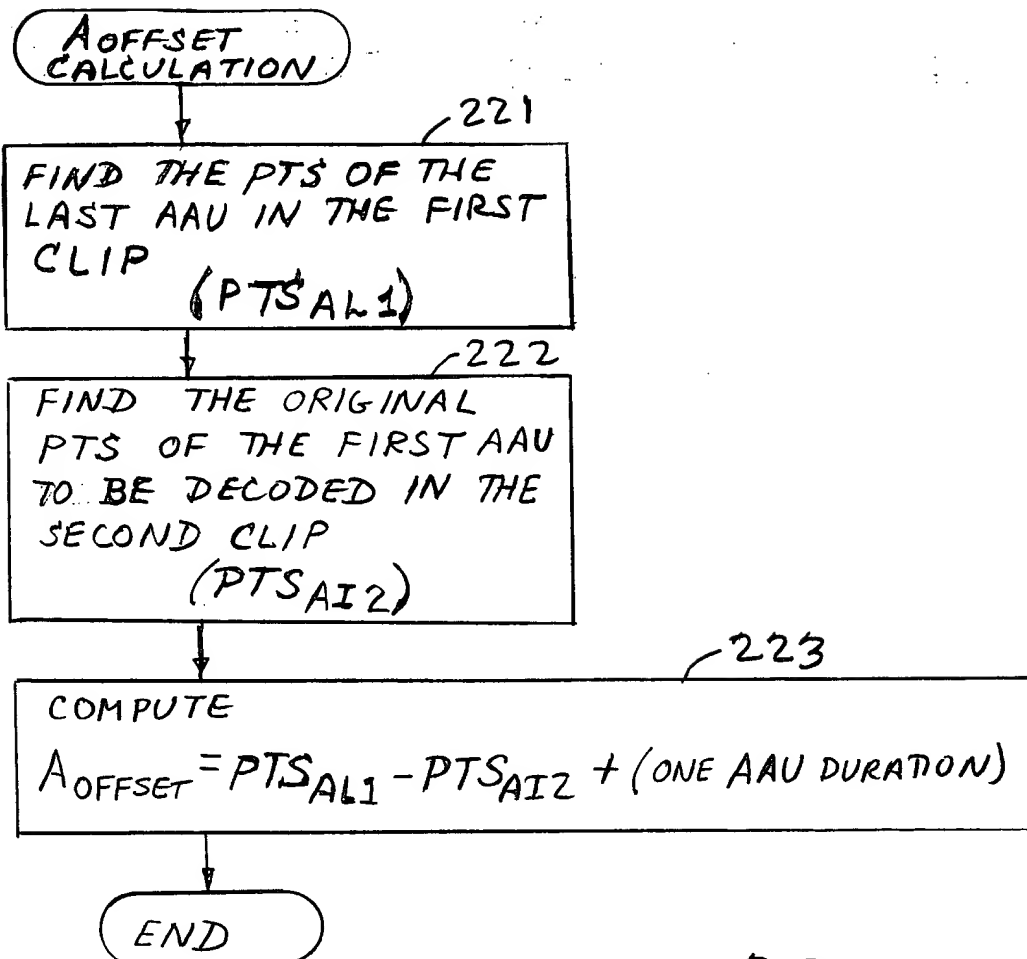 AOFFSET
CALCULATION
221
FIND THE PTS OF THE
LAST AAU IN THE FIRST
CLIP
(PTSAL1)
222
FIND THE ORIGINAL
PTS OF THE FIRST AAU
TO BE DECODED IN THE
SECOND CLIP
(PTSAI2)
223
COMPUTE
AOFFSET = PTSAL1 - PTSAI2 + (ONE AAU DURATION)
END